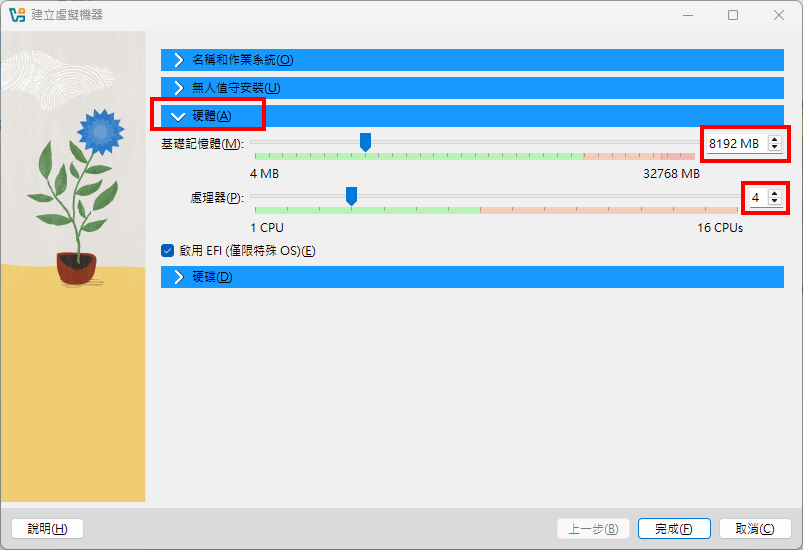 建立虛擬機器
名稱和作業系統(O)
無人值守安裝(U)
硬體(A)
基礎記憶體(M): 8192 MB
4 MB 32768 MB
處理器(P): 4
1 CPU 16 CPUs
啟用 EFI (僅限特殊 OS)(E)
硬碟(D)
說明(H) 上一步(B) 完成(F) 取消(C)